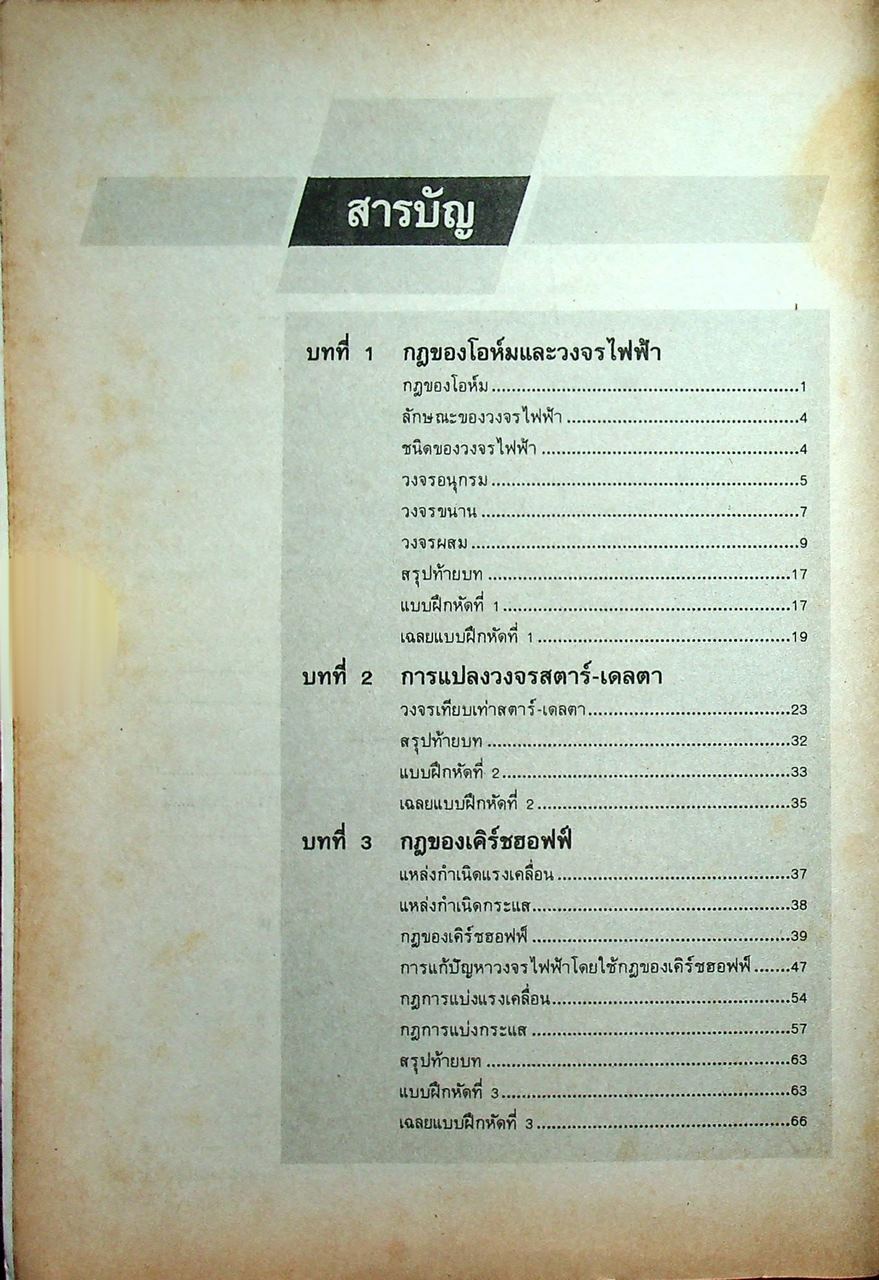 สารบัญ
บทที่ 1 กฎของโอห์มและวงจรไฟฟ้า
กฎของโอห์ม....................1
ลักษณะของวงจรไฟฟ้า....................4
ชนิดของวงจรไฟฟ้า....................4
วงจรอนุกรม....................5
วงจรขนาน....................7
วงจรผสม....................9
สรุปท้ายบท....................17
แบบฝึกหัดที่ 1....................17
เฉลยแบบฝึกหัดที่ 1....................19
บทที่ 2 การแปลงวงจรสตาร์-เดลตา
วงจรเทียบเท่าสตาร์-เดลตา....................23
สรุปท้ายบท....................32
แบบฝึกหัดที่ 2....................33
เฉลยแบบฝึกหัดที่ 2....................35
บทที่ 3 กฎของเคิร์ชฮอฟฟ์
แหล่งกำเนิดแรงเคลื่อน....................37
แหล่งกำเนิดกระแส....................38
กฎของเคิร์ชฮอฟฟ์....................39
การแก้ปัญหาวงจรไฟฟ้าโดยใช้กฎของเคิร์ชฮอฟฟ์.......47
กฎการแบ่งแรงเคลื่อน....................54
กฎการแบ่งกระแส....................57
สรุปท้ายบท....................63
แบบฝึกหัดที่ 3....................63
เฉลยแบบฝึกหัดที่ 3....................66